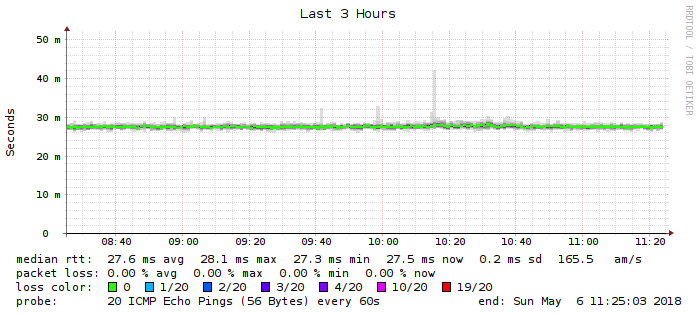 Last 3 Hours
RRDTOOL / TOBI OETIKER
Seconds
50 m
40 m
30 m
20 m
10 m
0
08:40 09:00 09:20 09:40 10:00 10:20 10:40 11:00 11:20
median rtt: 27.6 ms avg 28.1 ms max 27.3 ms min 27.5 ms now 0.2 ms sd 165.5 am/s
packet loss: 0.00 % avg 0.00 % max 0.00 % min 0.00 % now
loss color: 0 1/20 2/20 3/20 4/20 10/20 19/20
probe: 20 ICMP Echo Pings (56 Bytes) every 60s end: Sun May 6 11:25:03 2018